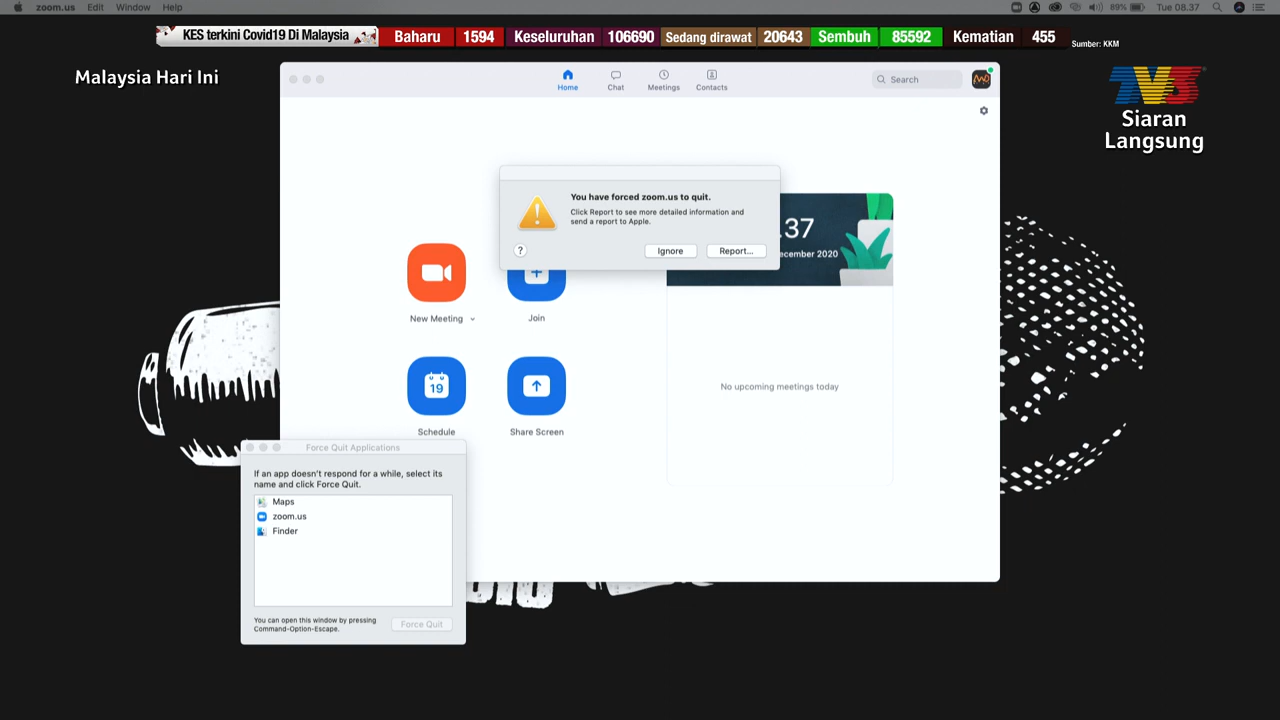 zoom.us Edit Window Help
89% Tue 08.37
KES terkini Covid19 Di Malaysia Baharu 1594 Keseluruhan 106690 Sedang dirawat 20643 Sembuh 85592 Kematian 455
Sumber: KKM
Malaysia Hari Ini
TV3
Siaran
Langsung
Home Chat Meetings Contacts
Search
You have forced zoom.us to quit.
Click Report to see more detailed information and
send a report to Apple.
? Ignore Report...
.37
ecember 2020
New Meeting
Join
19
Schedule
Share Screen
No upcoming meetings today
Force Quit Applications
If an app doesn't respond for a while, select its
name and click Force Quit.
Maps
zoom.us
Finder
You can open this window by pressing
Command-Option-Escape.
Force Quit